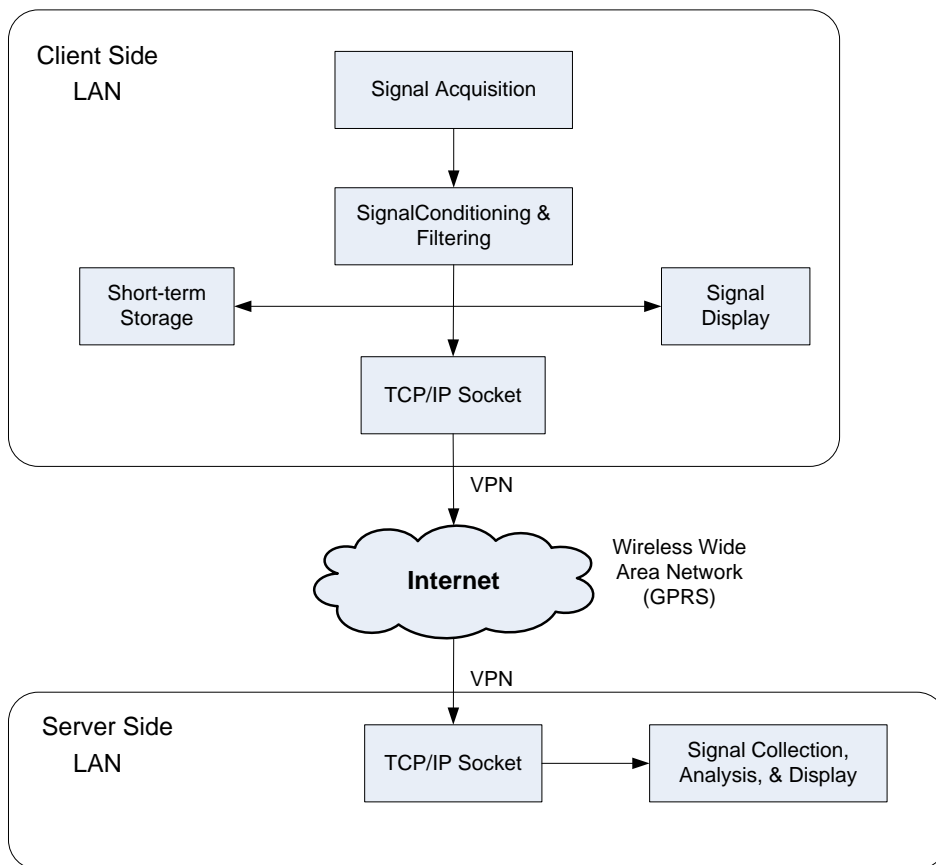 Client Side
LAN
Signal Acquisition
SignalConditioning &
Filtering
Short-term
Storage
Signal
Display
TCP/IP Socket
VPN
Internet
Wireless Wide
Area Network
(GPRS)
VPN
Server Side
LAN
TCP/IP Socket
Signal Collection,
Analysis, & Display